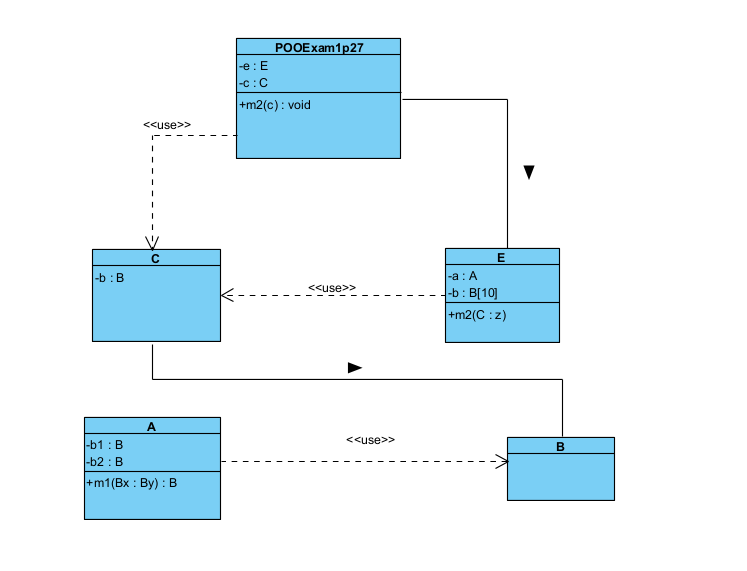 POOExam1p27
-e : E
-c : C
+m2(c) : void
<<use>>
C
-b : B
<<use>>
E
-a : A
-b : B[10]
+m2(C : z)
A
-b1 : B
-b2 : B
+m1(Bx : By) : B
<<use>>
B